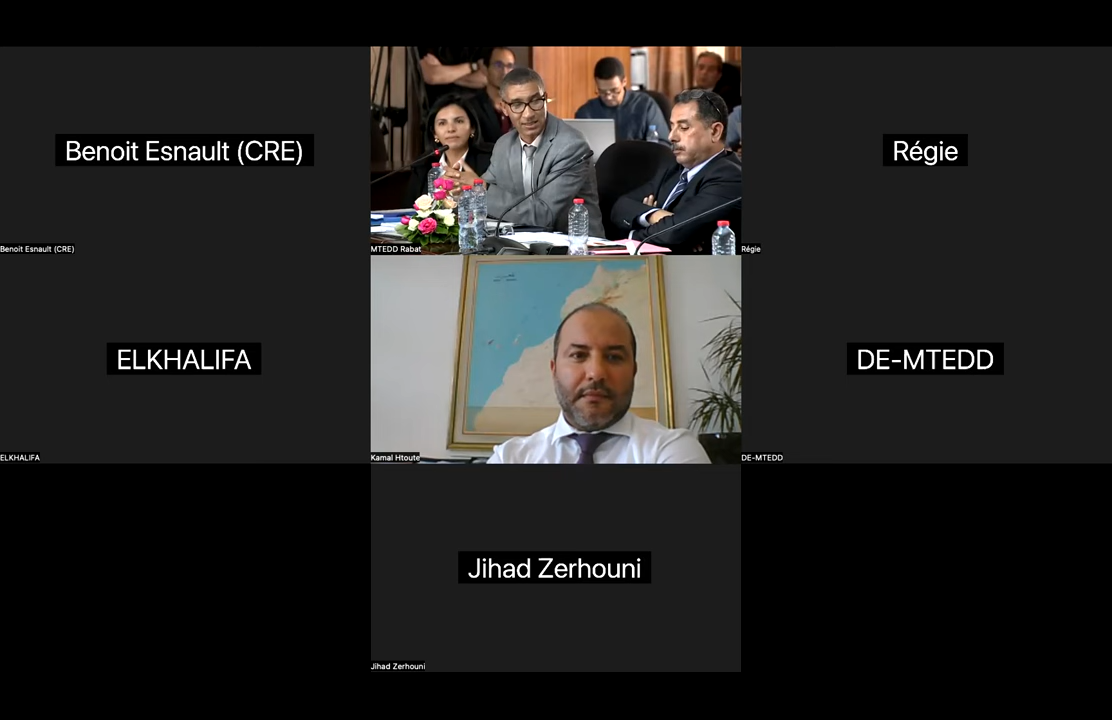 Benoit Esnault (CRE)
Régie
Benoit Esnault (CRE)
MTEDD Rabat
Régie
ELKHALIFA
DE-MTEDD
ELKHALIFA
Kamal Htoute
DE-MTEDD
Jihad Zerhouni
Jihad Zerhouni